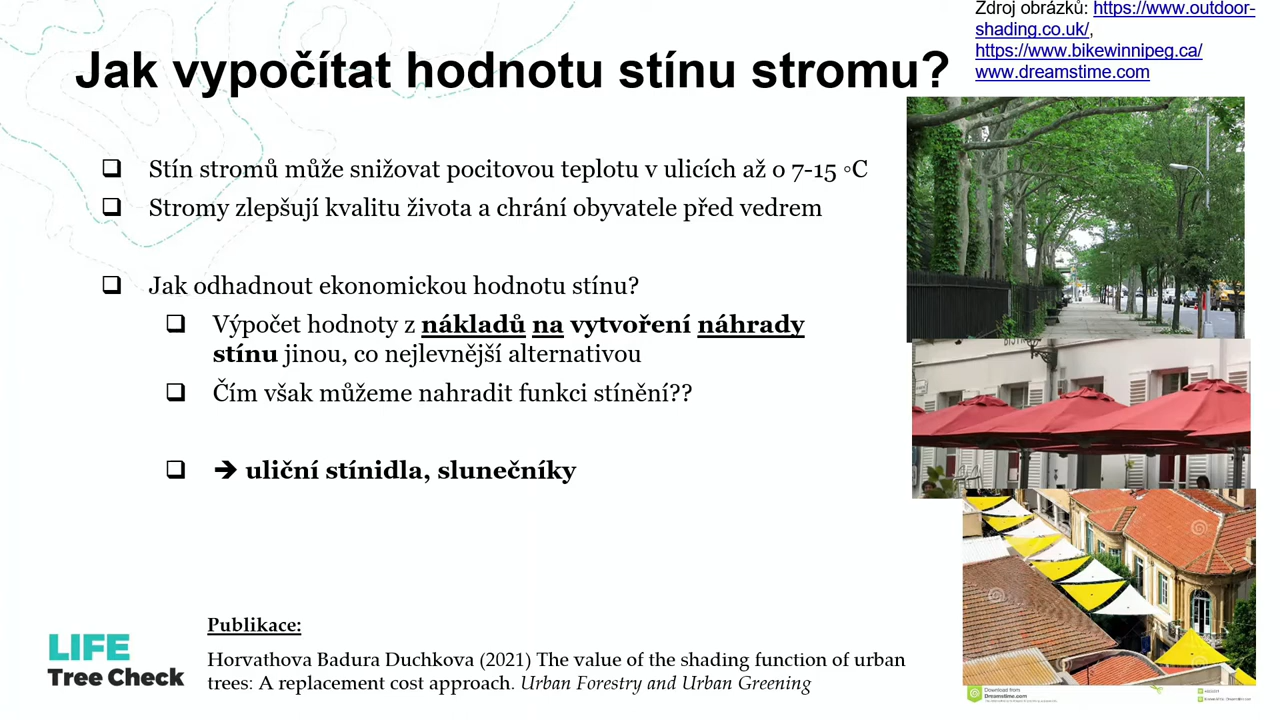 Zdroj obrázků: https://www.outdoor-
shading.co.uk/,
https://www.bikewinnipeg.ca/
www.dreamstime.com
Jak vypočítat hodnotu stínu stromu?
❑ Stín stromů může snižovat pocitovou teplotu v ulicích až o 7-15 ◦C
❑ Stromy zlepšují kvalitu života a chrání obyvatele před vedrem
❑ Jak odhadnout ekonomickou hodnotu stínu?
❑ Výpočet hodnoty z nákladů na vytvoření náhrady
stínu jinou, co nejlevnější alternativou
❑ Čím však můžeme nahradit funkci stínění??
❑ ➔ uliční stínidla, slunečníky
Publikace:
Horvathova Badura Duchkova (2021) The value of the shading function of urban
trees: A replacement cost approach. Urban Forestry and Urban Greening
LIFE
Tree Check
Download from
Dreamstime.com